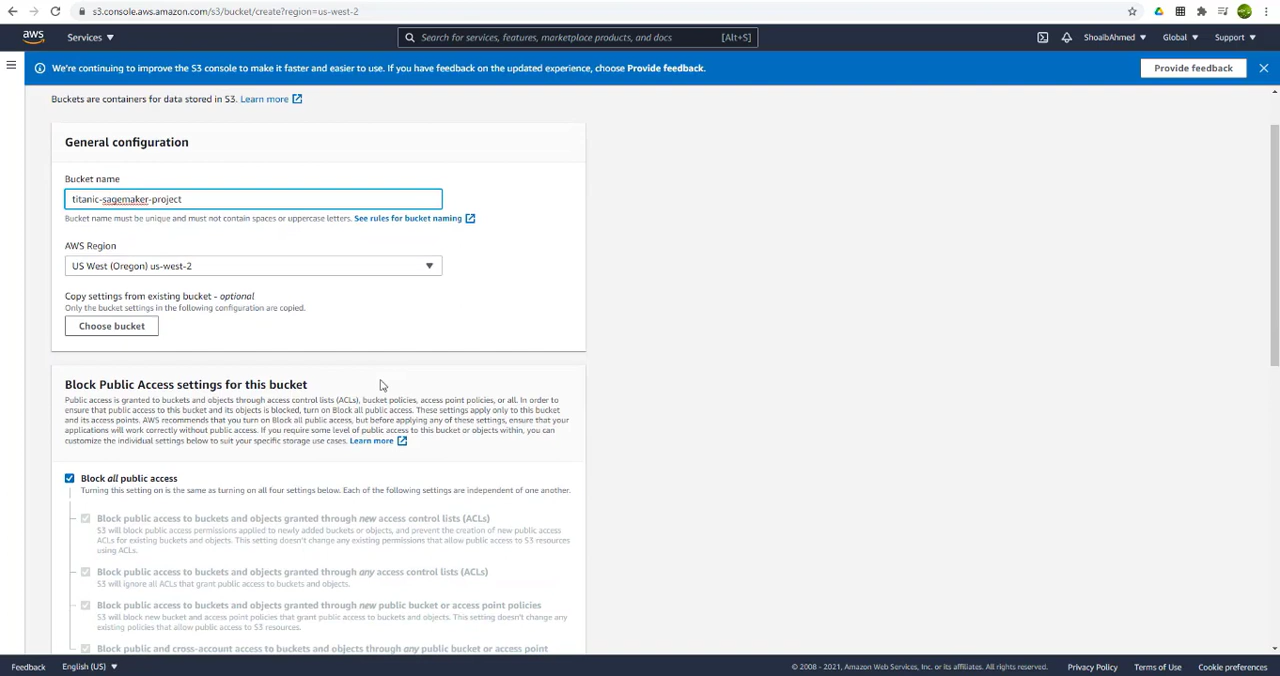 s3.console.aws.amazon.com/s3/bucket/create?region=us-west-2
aws
Services
Search for services, features, marketplace products, and docs
[Alt+S]
ShoaibAhmed
Global
Support
We're continuing to improve the S3 console to make it faster and easier to use. If you have feedback on the updated experience, choose Provide feedback.
Provide feedback
Buckets are containers for data stored in S3. Learn more
General configuration
Bucket name
titanic-sagemaker-project
Bucket name must be unique and must not contain spaces or uppercase letters. See rules for bucket naming
AWS Region
US West (Oregon) us-west-2
Copy settings from existing bucket - optional
Only the bucket settings in the following configuration are copied.
Choose bucket
Block Public Access settings for this bucket
Public access is granted to buckets and objects through access control lists (ACLs), bucket policies, access point policies, or all. In order to
ensure that public access to this bucket and its objects is blocked, turn on Block all public access. These settings apply only to this bucket
and its access points. AWS recommends that you turn on Block all public access, but before applying any of these settings, ensure that your
applications will work correctly without public access. If you require some level of public access to this bucket or objects within, you can
customize the individual settings below to suit your specific storage use cases. Learn more
Block all public access
Turning this setting on is the same as turning on all four settings below. Each of the following settings are independent of one another.
Block public access to buckets and objects granted through new access control lists (ACLs)
S3 will block public access permissions applied to newly added buckets or objects, and prevent the creation of new public access
ACLs for existing buckets and objects. This setting doesn't change any existing permissions that allow public access to S3 resources
using ACLs.
Block public access to buckets and objects granted through any access control lists (ACLs)
S3 will ignore all ACLs that grant public access to buckets and objects.
Block public access to buckets and objects granted through new public bucket or access point policies
S3 will block new bucket and access point policies that grant public access to buckets and objects. This setting doesn't change any
existing policies that allow public access to S3 resources.
Block public and cross-account access to buckets and objects through any public bucket or access point
Feedback
English (US)
© 2008 - 2021, Amazon Web Services, Inc. or its affiliates. All rights reserved.
Privacy Policy
Terms of Use
Cookie preferences